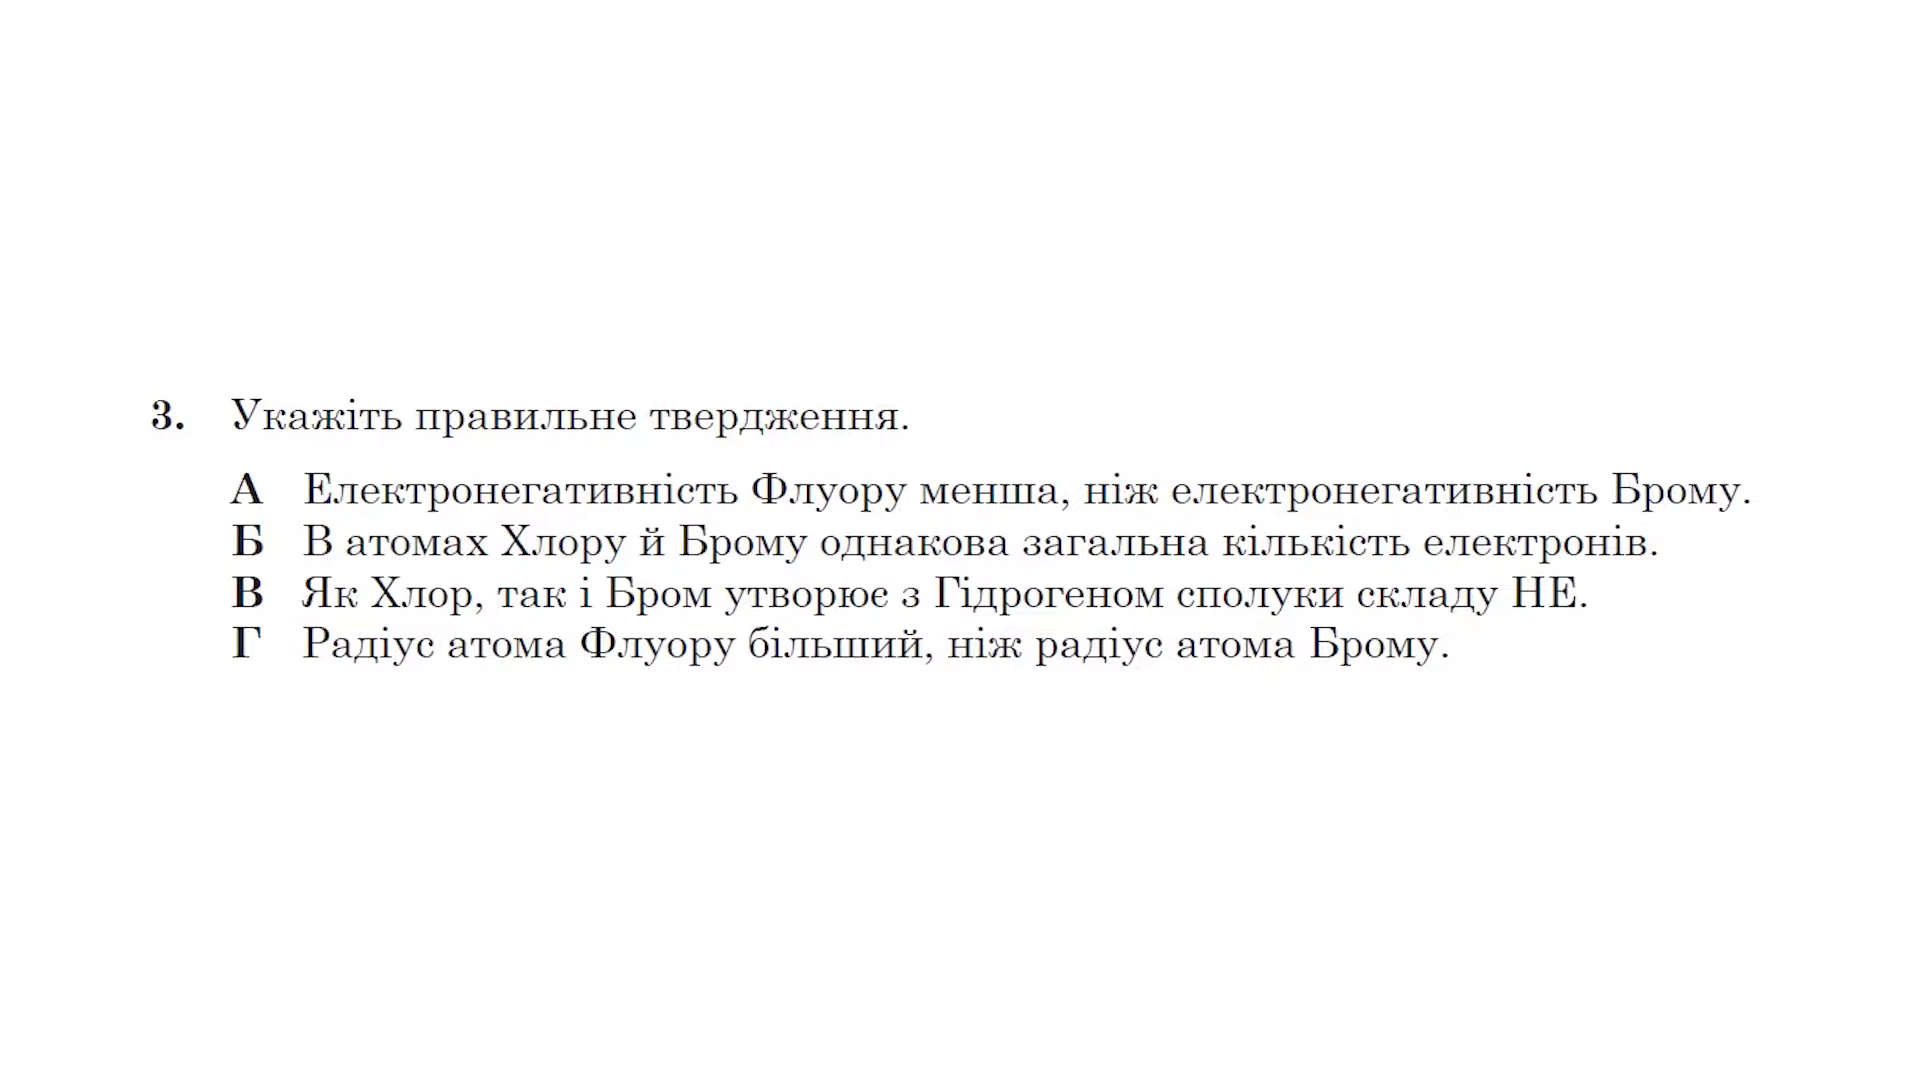 3. Укажіть правильне твердження.
А Електронегативність Флуору менша, ніж електронегативність Брому.
Б В атомах Хлору й Брому однакова загальна кількість електронів.
В Як Хлор, так і Бром утворює з Гідрогеном сполуки складу НЕ.
Г Радіус атома Флуору більший, ніж радіус атома Брому.